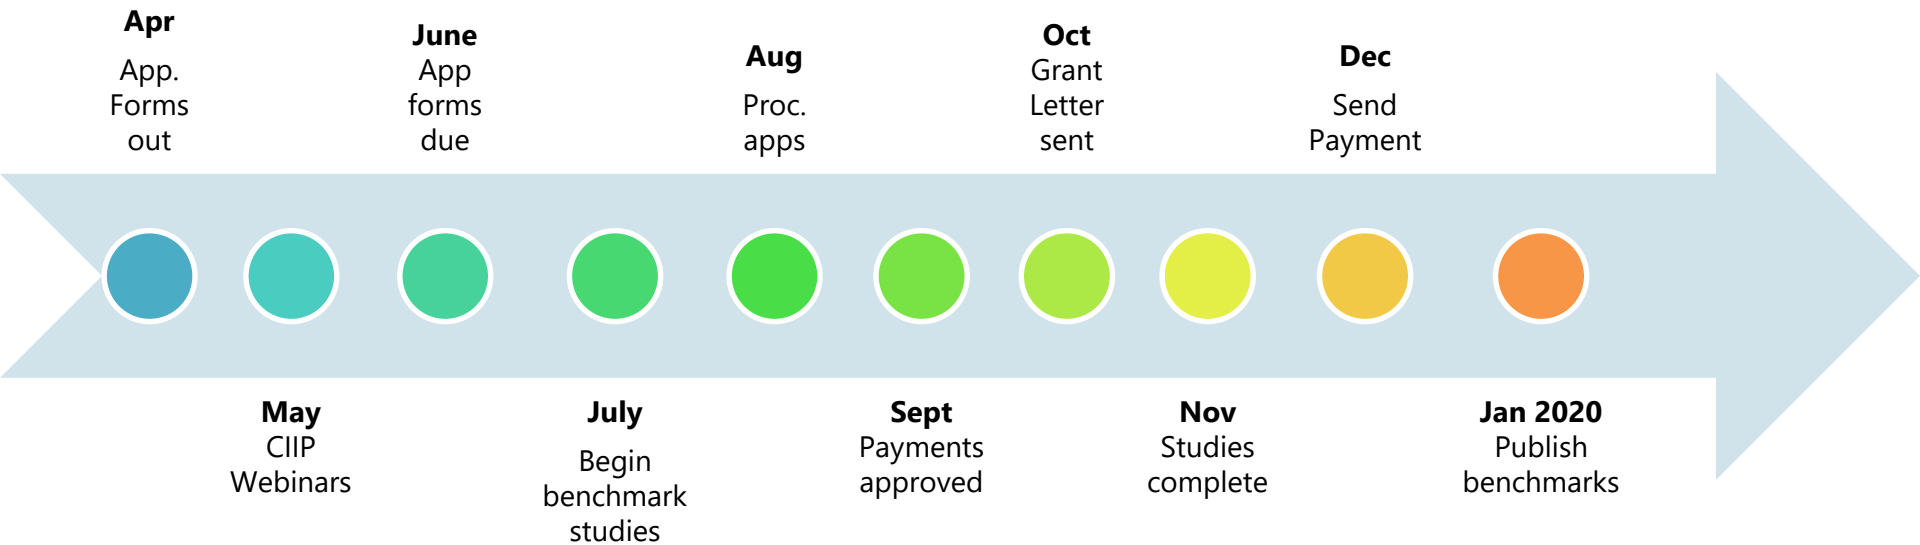 Apr
App.
Forms
out
May
CIIP
Webinars
June
App
forms
due
July
Begin
benchmark
studies
Aug
Proc.
apps
Sept
Payments
approved
Oct
Grant
Letter
sent
Nov
Studies
complete
Dec
Send
Payment
Jan 2020
Publish
benchmarks